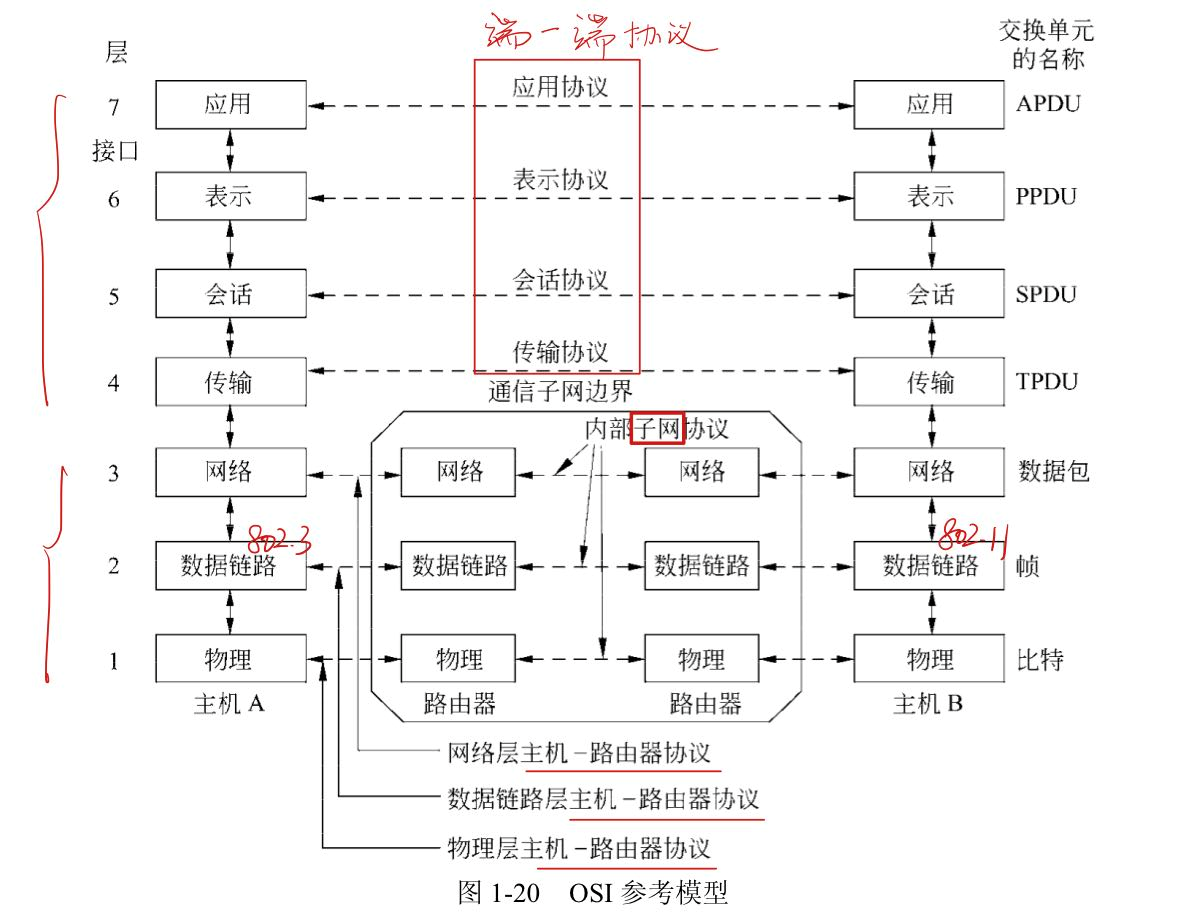 端一端协议
层
交换单元
的名称
7 应用 应用协议 应用 APDU
接口
6 表示 表示协议 表示 PPDU
5 会话 会话协议 会话 SPDU
4 传输 传输协议 传输 TPDU
通信子网边界
内部子网协议
3 网络 网络 网络 网络 数据包
802.3 802.11
2 数据链路 数据链路 数据链路 数据链路 帧
1 物理 物理 物理 物理 比特
主机 A 路由器 路由器 主机 B
网络层主机-路由器协议
数据链路层主机-路由器协议
物理层主机-路由器协议
图 1-20 OSI 参考模型